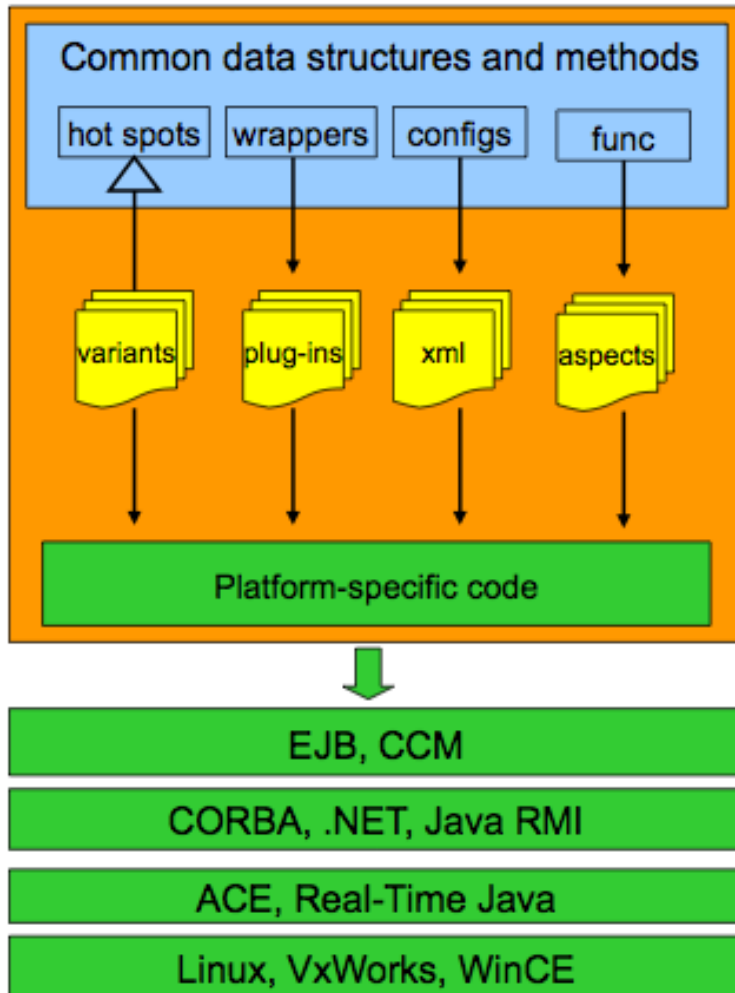 Common data structures and methods
hot spots wrappers configs func
variants plug-ins xml aspects
Platform-specific code
EJB, CCM
CORBA, .NET, Java RMI
ACE, Real-Time Java
Linux, VxWorks, WinCE